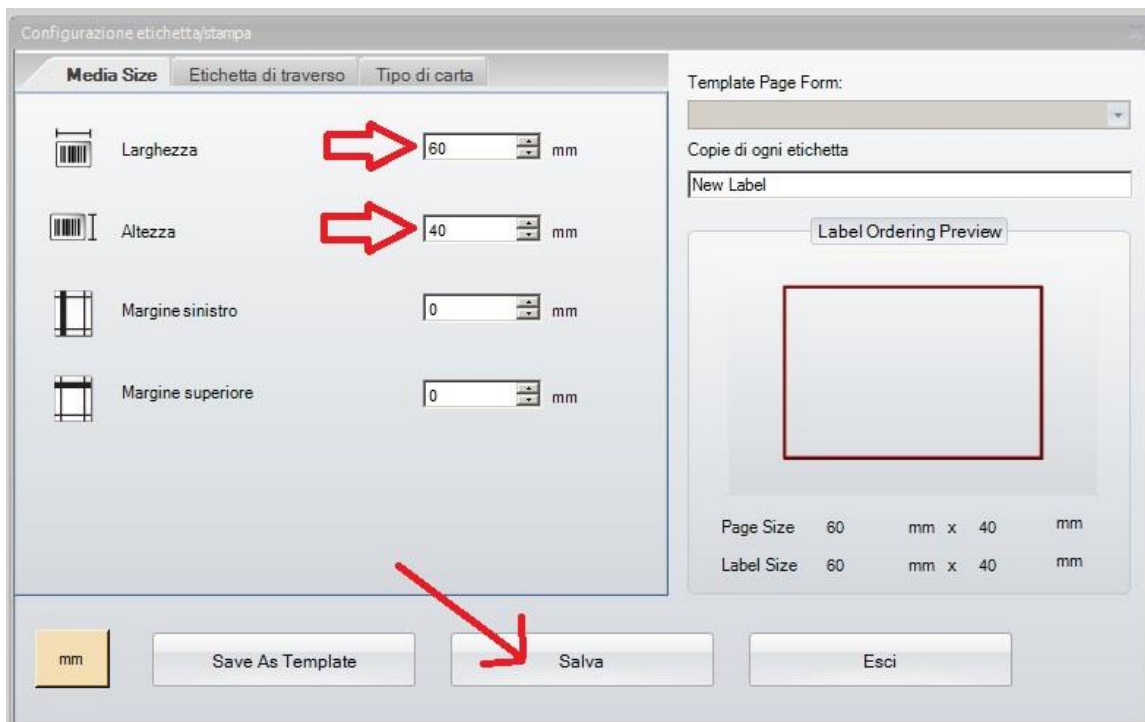 Configurazione etichetta/stampa
Media Size Etichetta di traverso Tipo di carta
Larghezza 60 mm
Altezza 40 mm
Margine sinistro 0 mm
Margine superiore 0 mm
Template Page Form:
Copie di ogni etichetta
New Label
Label Ordering Preview
Page Size 60 mm x 40 mm
Label Size 60 mm x 40 mm
mm Save As Template Salva Esci